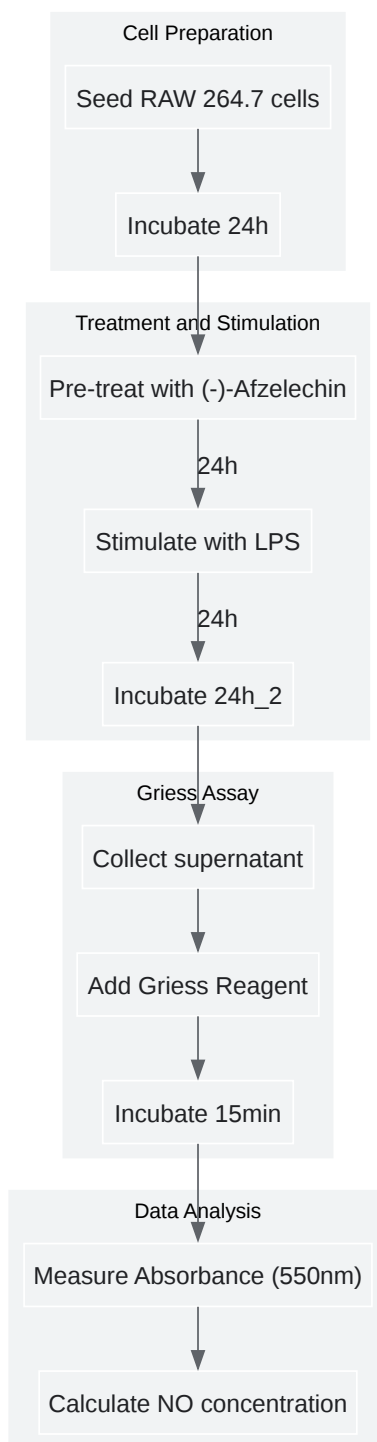 Cell Preparation
Seed RAW 264.7 cells
Incubate 24h
Treatment and Stimulation
Pre-treat with (-)-Afzelechin
24h
Stimulate with LPS
24h
Incubate 24h_2
Griess Assay
Collect supernatant
Add Griess Reagent
Incubate 15min
Data Analysis
Measure Absorbance (550nm)
Calculate NO concentration